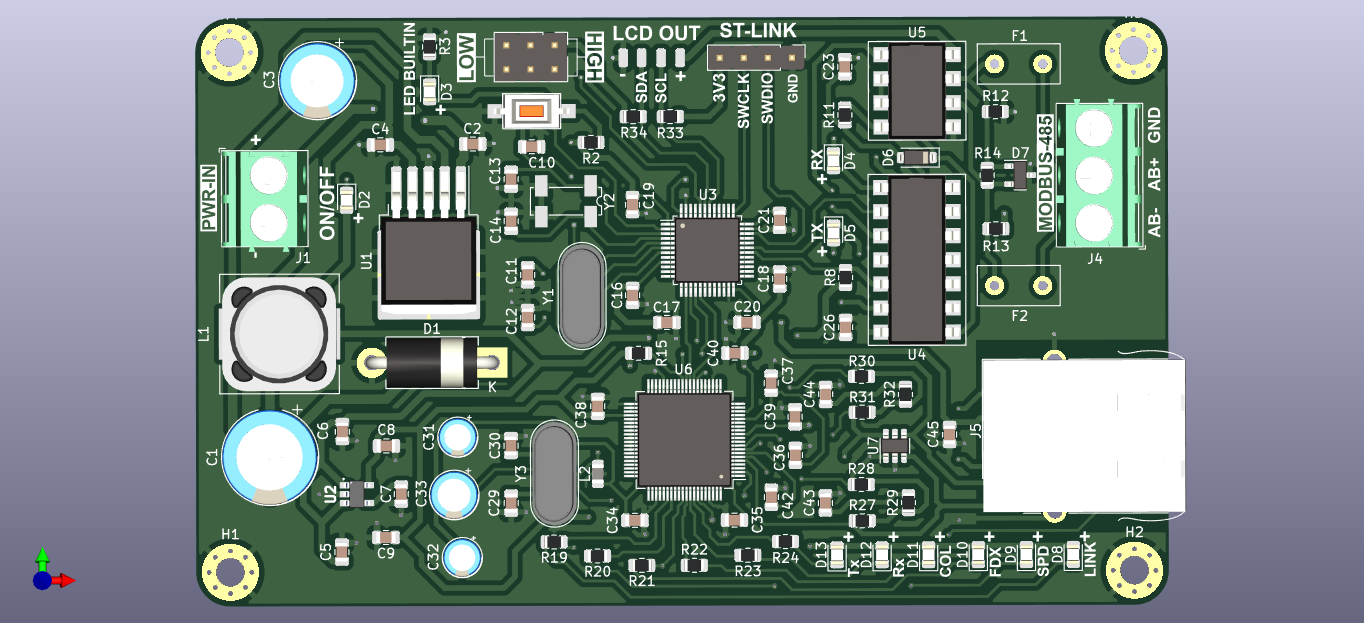 LCD OUT
ST-LINK
U5
F1
LED BUILTIN
R3
LOW
HIGH
C3
D3
+
-
SDA
SCL
+
3V3
SWCLK
SWDIO
GND
C23
R11
R12
R34
R33
C4
C2
C10
R2
RX
+
D4
D6
R14
D7
MODBUS-485
GND
AB+
AB-
PWR-IN
+
-
J1
ON/OFF
D2
+
C13
C14
Y2
C19
U3
C21
TX
+
D5
R13
J4
U1
C11
C12
Y1
C16
C18
R8
C17
C20
C26
F2
L1
D1
K
R15
C40
U4
U6
C37
R30
C44
R32
R31
C39
C38
C1
C6
C8
C31
C30
Y3
L2
C36
U7
C45
J5
U2
C7
C33
C29
R28
C42
C43
R29
R27
C34
C35
H1
C5
C9
C32
R19
R20
R21
R22
R23
R24
D13
+
Tx
D12
+
Rx
D11
+
COL
D10
+
FDX
D9
+
SPD
D8
+
LINK
H2